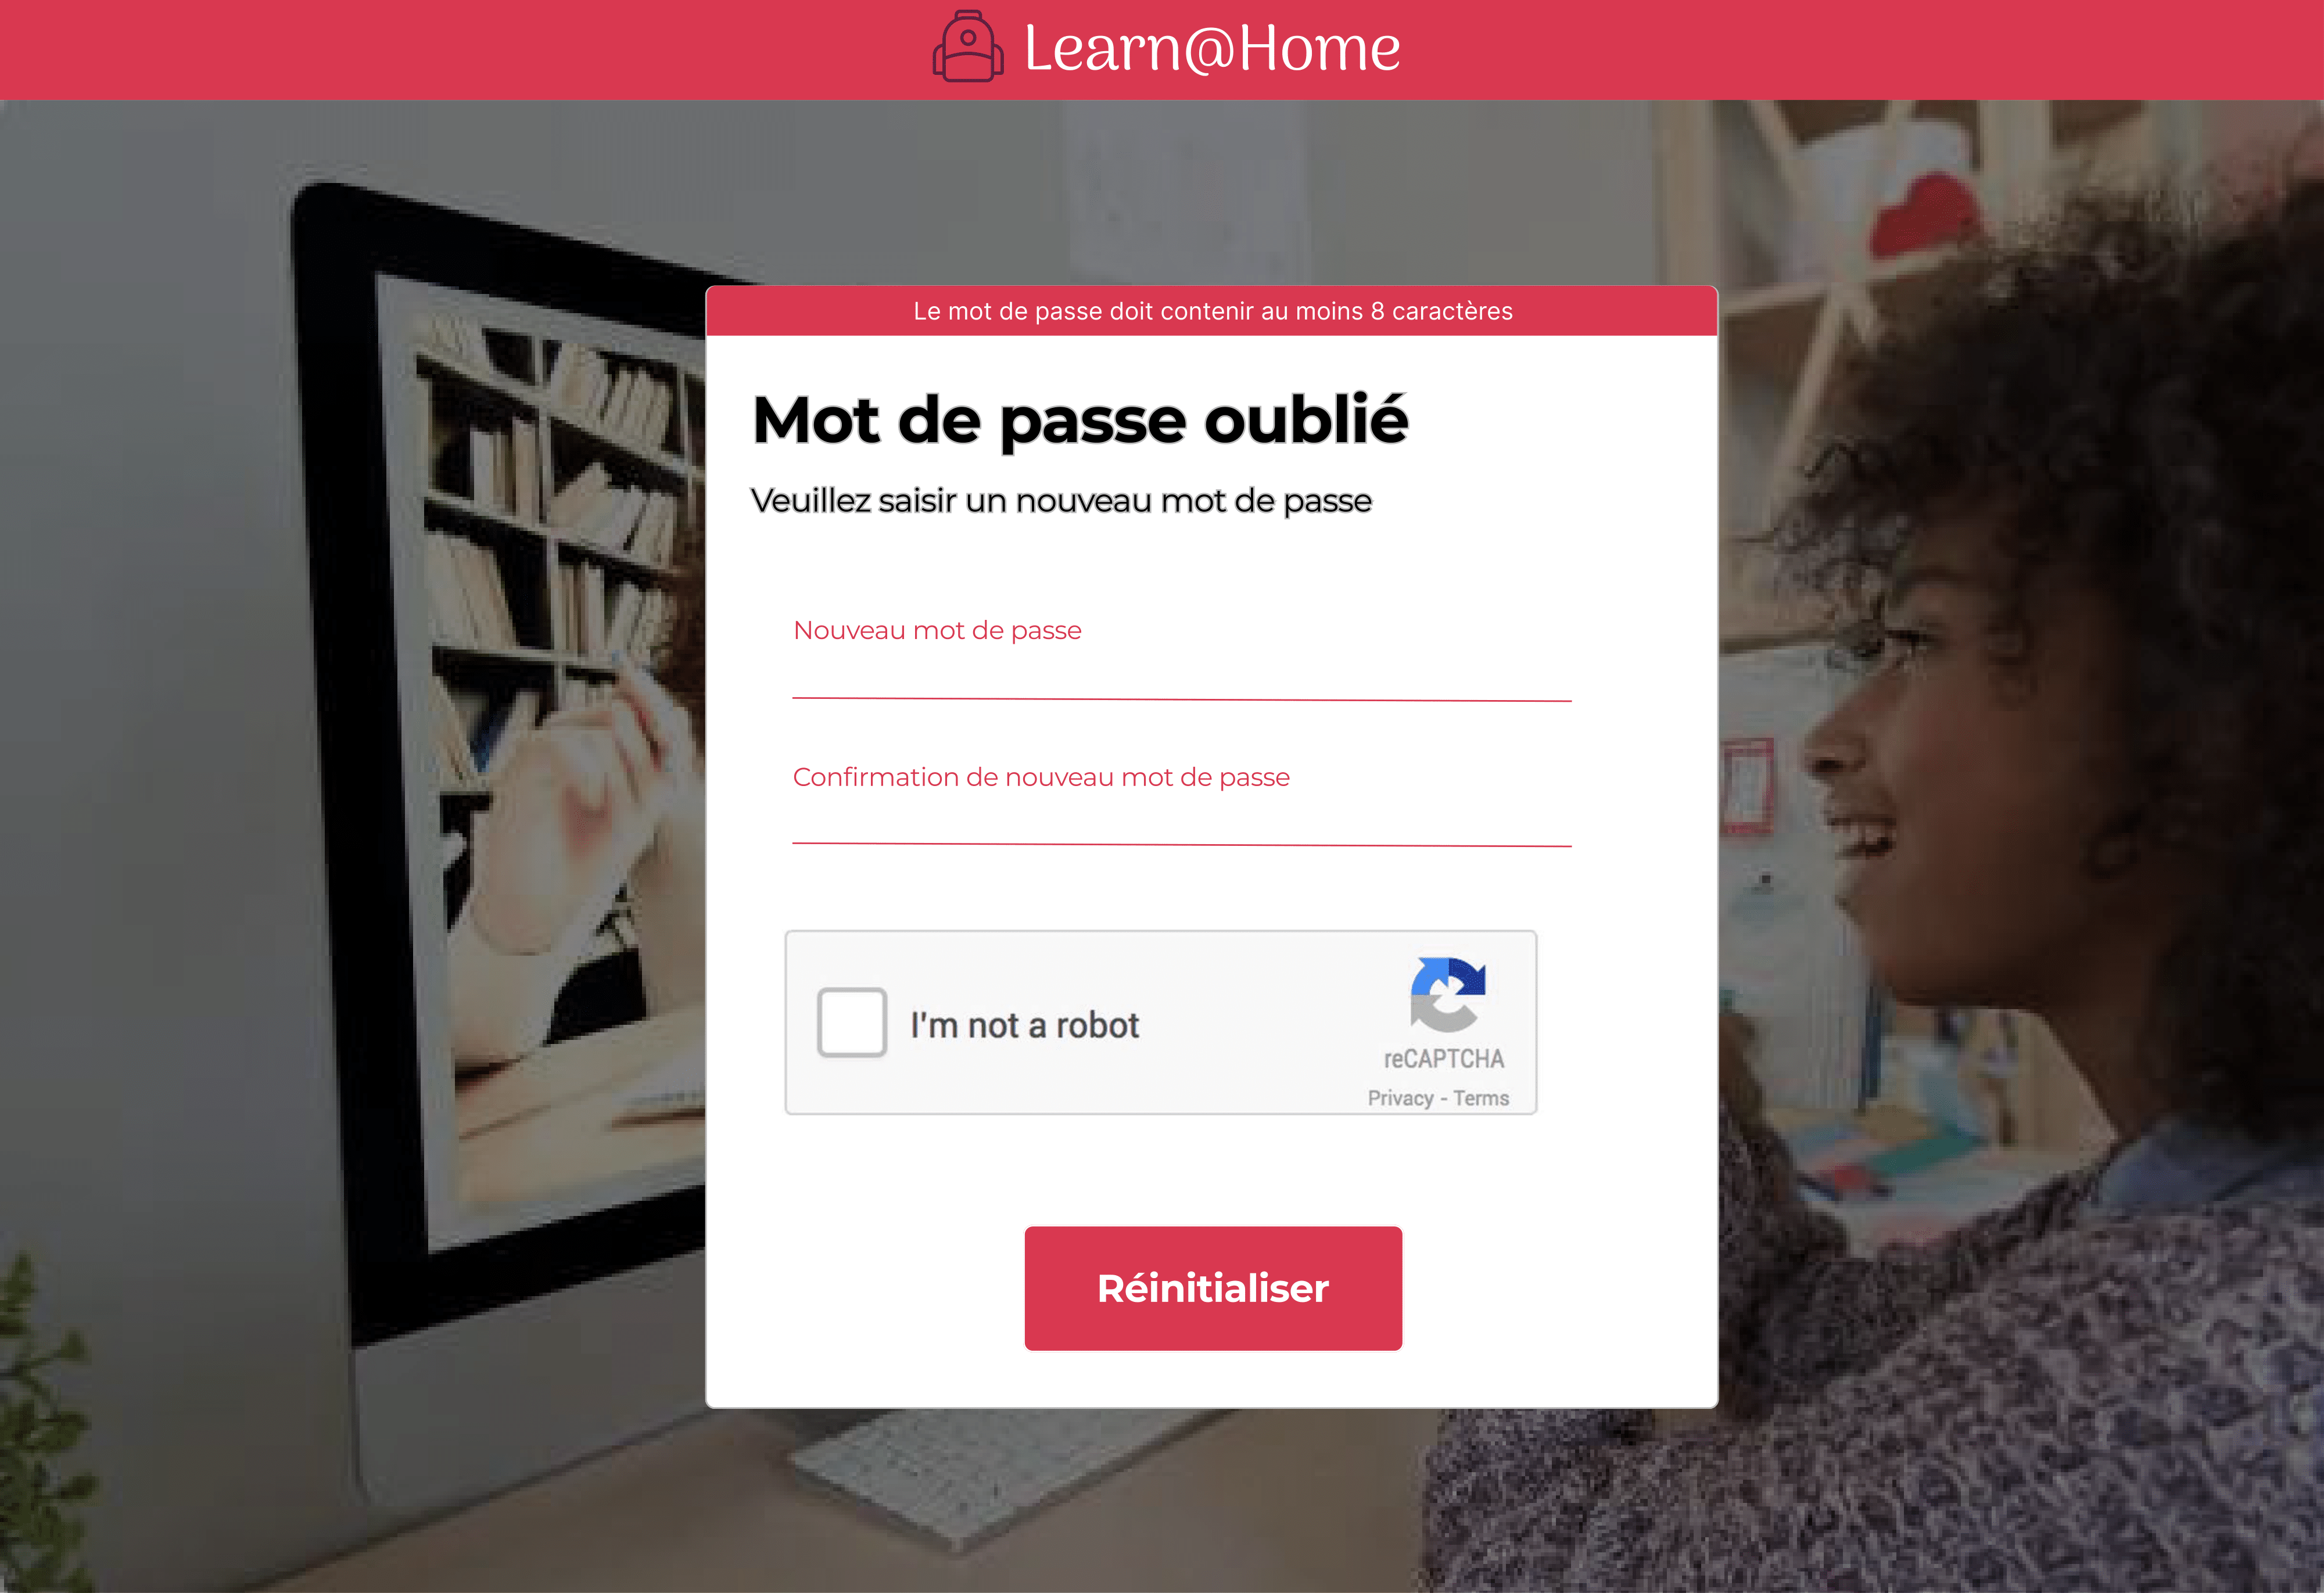 Learn@Home
Le mot de passe doit contenir au moins 8 caractères
Mot de passe oublié
Veuillez saisir un nouveau mot de passe
Nouveau mot de passe
Confirmation de nouveau mot de passe
I'm not a robot
reCAPTCHA
Privacy - Terms
Réinitialiser